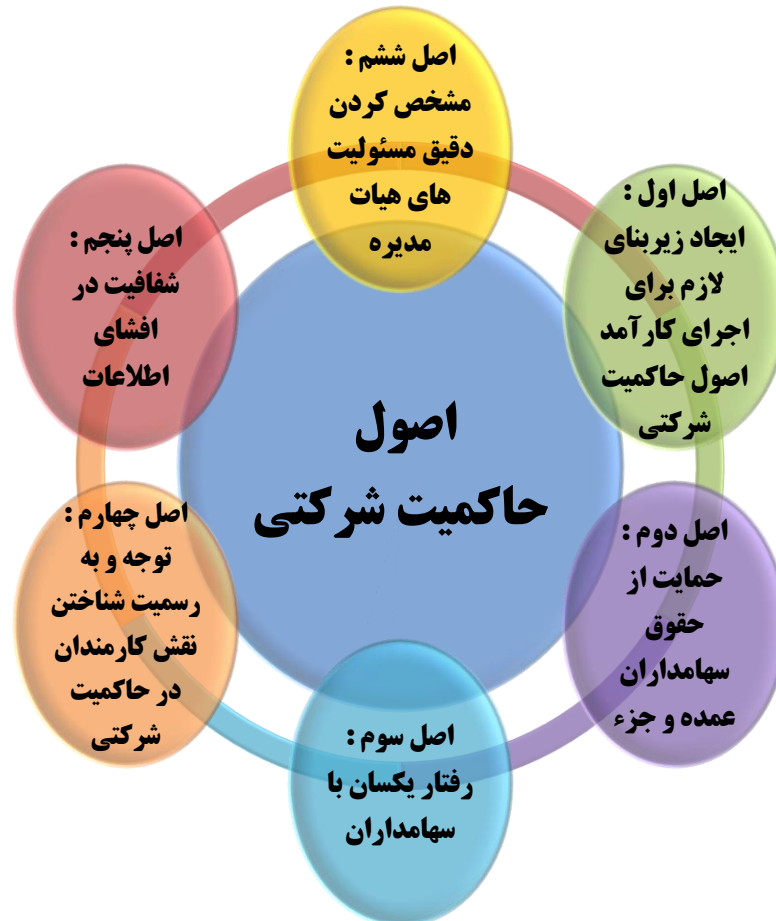 اصول
حاکمیت شرکتی
اصل اول :
ایجاد زیربنای
لازم برای
اجرای کارآمد
اصول حاکمیت
شرکتی
اصل دوم :
حمایت از
حقوق
سهامداران
عمده و جزء
اصل سوم :
رفتار یکسان با
سهامداران
اصل چهارم :
توجه و به
رسمیت شناختن
نقش کارمندان
در حاکمیت
شرکتی
اصل پنجم :
شفافیت در
افشای
اطلاعات
اصل ششم :
مشخص کردن
دقیق مسئولیت
های هیات
مدیره